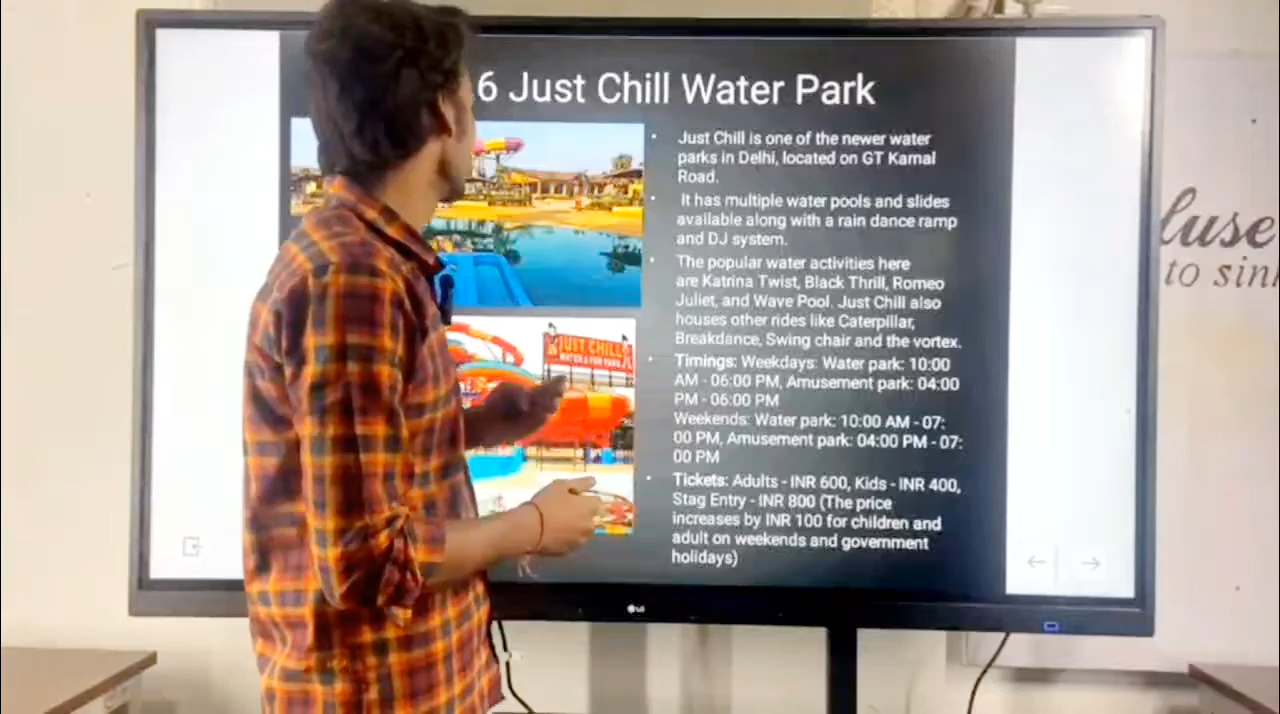 6 Just Chill Water Park
Just Chill is one of the newer water
parks in Delhi, located on GT Karnal
Road.
It has multiple water pools and slides
available along with a rain dance ramp
and DJ system.
The popular water activities here
are Katrina Twist, Black Thrill, Romeo
Juliet, and Wave Pool. Just Chill also
houses other rides like Caterpillar,
Breakdance, Swing chair and the vortex.
Timings: Weekdays: Water park: 10:00
AM - 06:00 PM, Amusement park: 04:00
PM - 06:00 PM
Weekends: Water park: 10:00 AM - 07:
00 PM, Amusement park: 04:00 PM - 07:
00 PM
Tickets: Adults - INR 600, Kids - INR 400,
Stag Entry - INR 800 (The price
increases by INR 100 for children and
adult on weekends and government
holidays)
JUST CHILL
WATER & FUN PARK
LG
luse
to sin